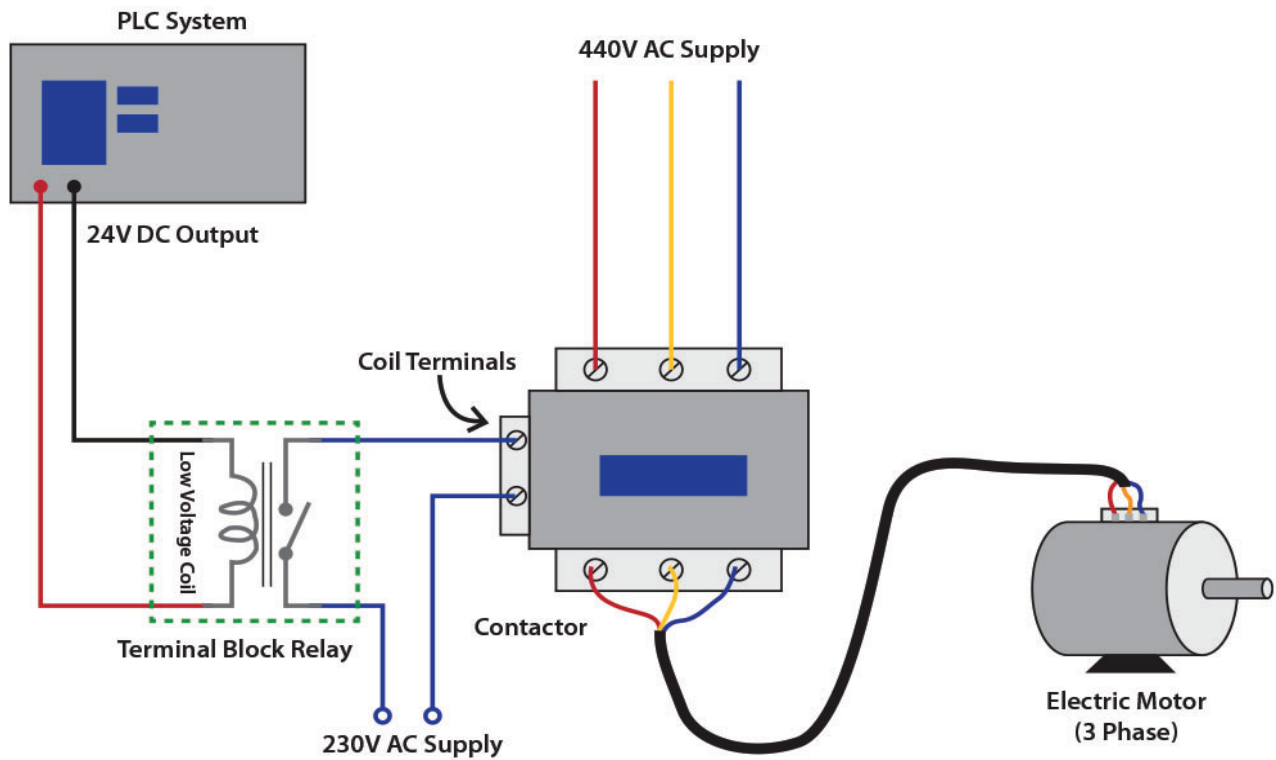 PLC System
440V AC Supply
24V DC Output
Coil Terminals
Low Voltage Coil
Terminal Block Relay
Contactor
230V AC Supply
Electric Motor
(3 Phase)